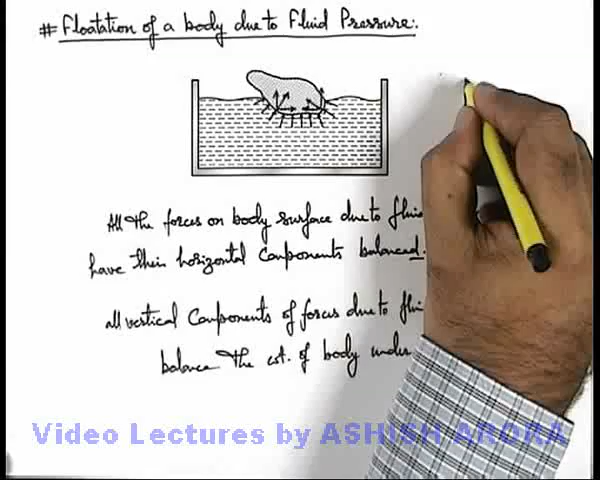 # Floatation of a body due to Fluid Pressure:.
All the forces on body surface due to fluid
have their horizontal components balanced.
all vertical components of forces due to flui
balance the wt. of body under
Video Lectures by ASHISH ARORA